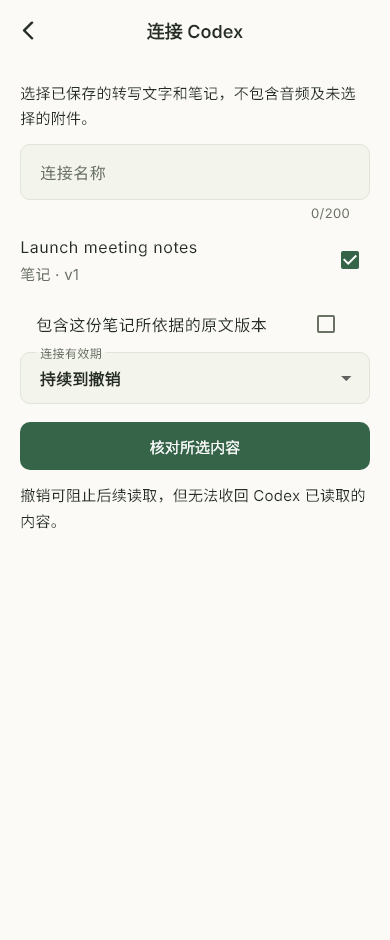 连接 Codex
选择已保存的转写文字和笔记，不包含音频及未选
择的附件。
连接名称
0/200
Launch meeting notes
笔记 · v1
包含这份笔记所依据的原文版本
连接有效期
持续到撤销
核对所选内容
撤销可阻止后续读取，但无法收回 Codex 已读取的
内容。